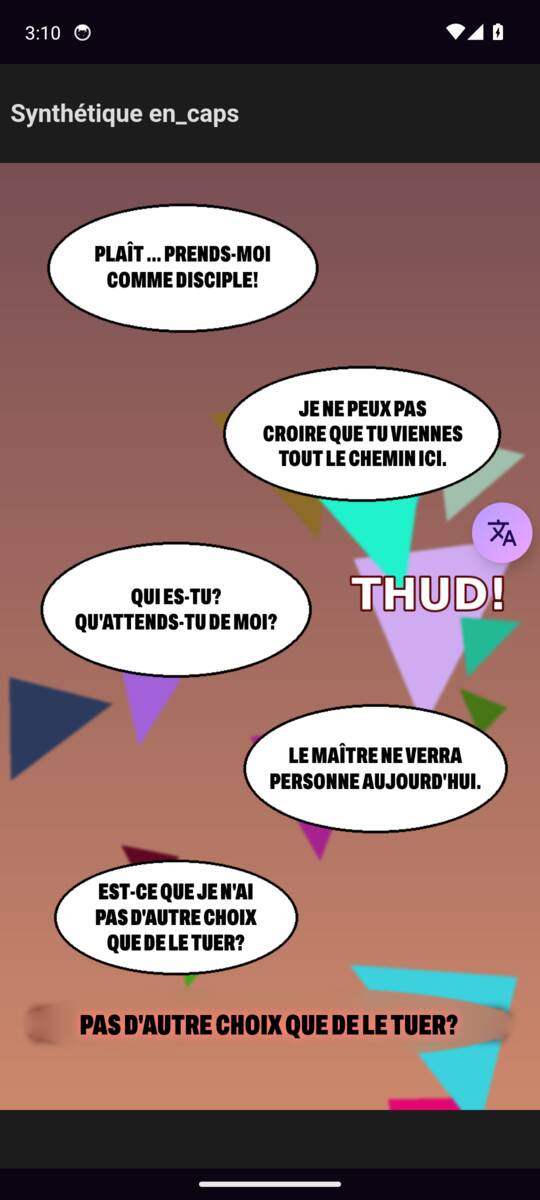 3:10
Synthétique en_caps
PLAÎT ... PRENDS-MOI
COMME DISCIPLE!
JE NE PEUX PAS
CROIRE QUE TU VIENNES
TOUT LE CHEMIN ICI.
THUD!
QUI ES-TU?
QU'ATTENDS-TU DE MOI?
LE MAÎTRE NE VERRA
PERSONNE AUJOURD'HUI.
EST-CE QUE JE N'AI
PAS D'AUTRE CHOIX
QUE DE LE TUER?
PAS D'AUTRE CHOIX QUE DE LE TUER?